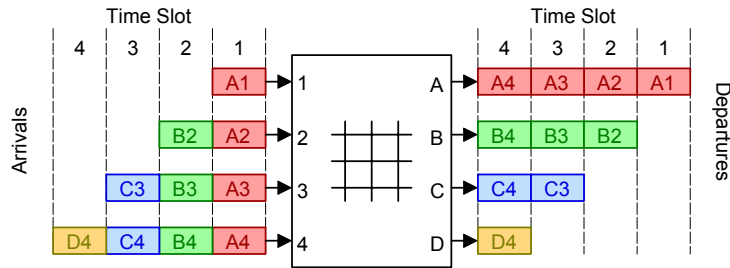 Time Slot Time Slot
4 3 2 1 4 3 2 1
A1 1 A A4 A3 A2 A1
B2 A2 2 B B4 B3 B2
C3 B3 A3 3 C C4 C3
D4 C4 B4 A4 4 D D4
Arrivals
Departures